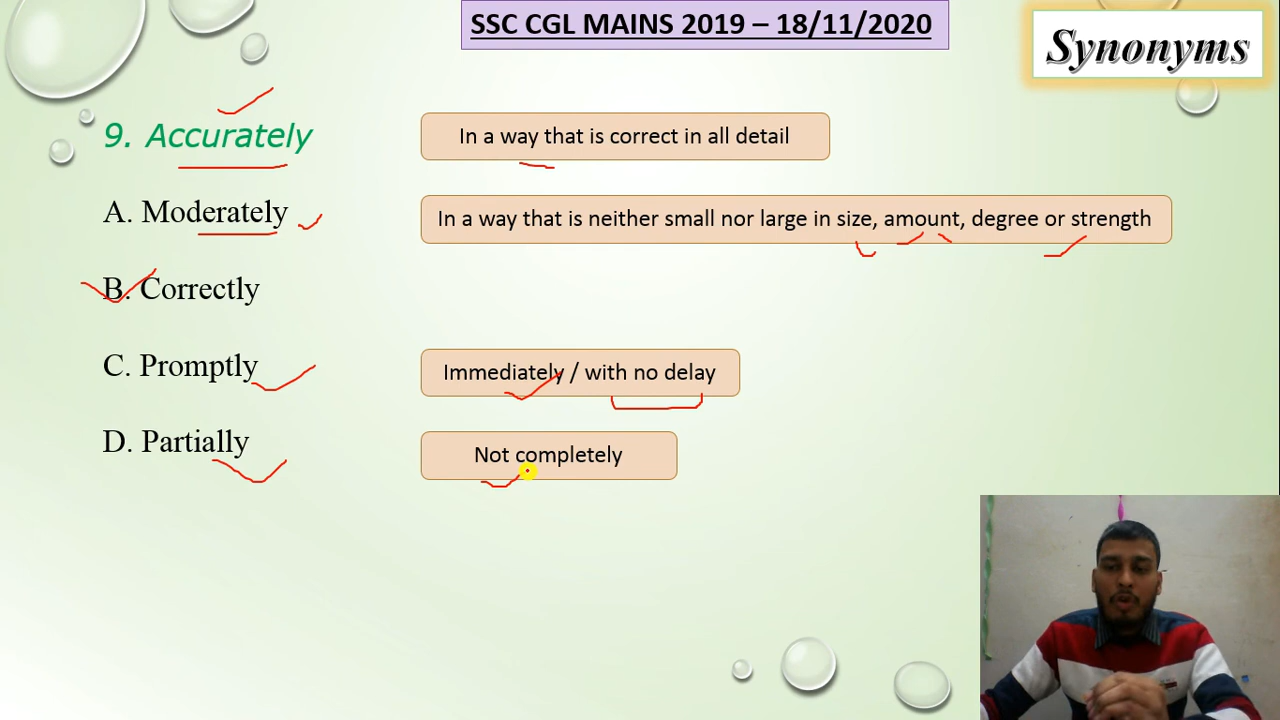 SSC CGL MAINS 2019 – 18/11/2020
Synonyms
9. Accurately
In a way that is correct in all detail
A. Moderately
In a way that is neither small nor large in size, amount, degree or strength
B. Correctly
C. Promptly
Immediately / with no delay
D. Partially
Not completely